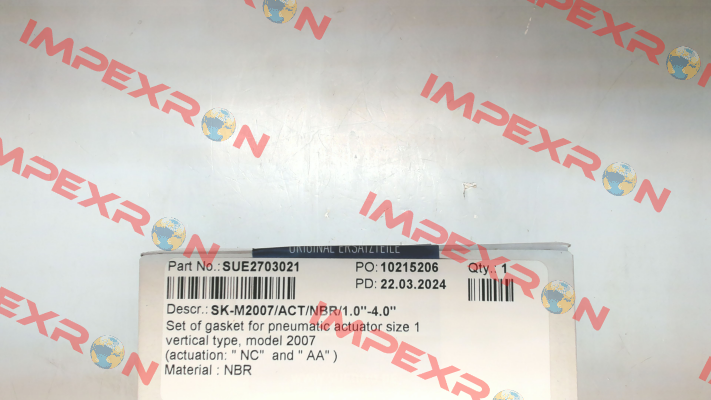 IMPEXRON
IMPEXRON
IMPEXRON
IMPEXRON
IMPEXRON
IMPEXRON
ORIGINAL ERSATZTEILE
Part No.: SUE2703021 PO: 10215206 Qty.: 1
PD: 22.03.2024
Descr.: SK-M2007/ACT/NBR/1.0"-4.0"
Set of gasket for pneumatic actuator size 1
vertical type, model 2007
(actuation: " NC" and " AA" )
Material : NBR